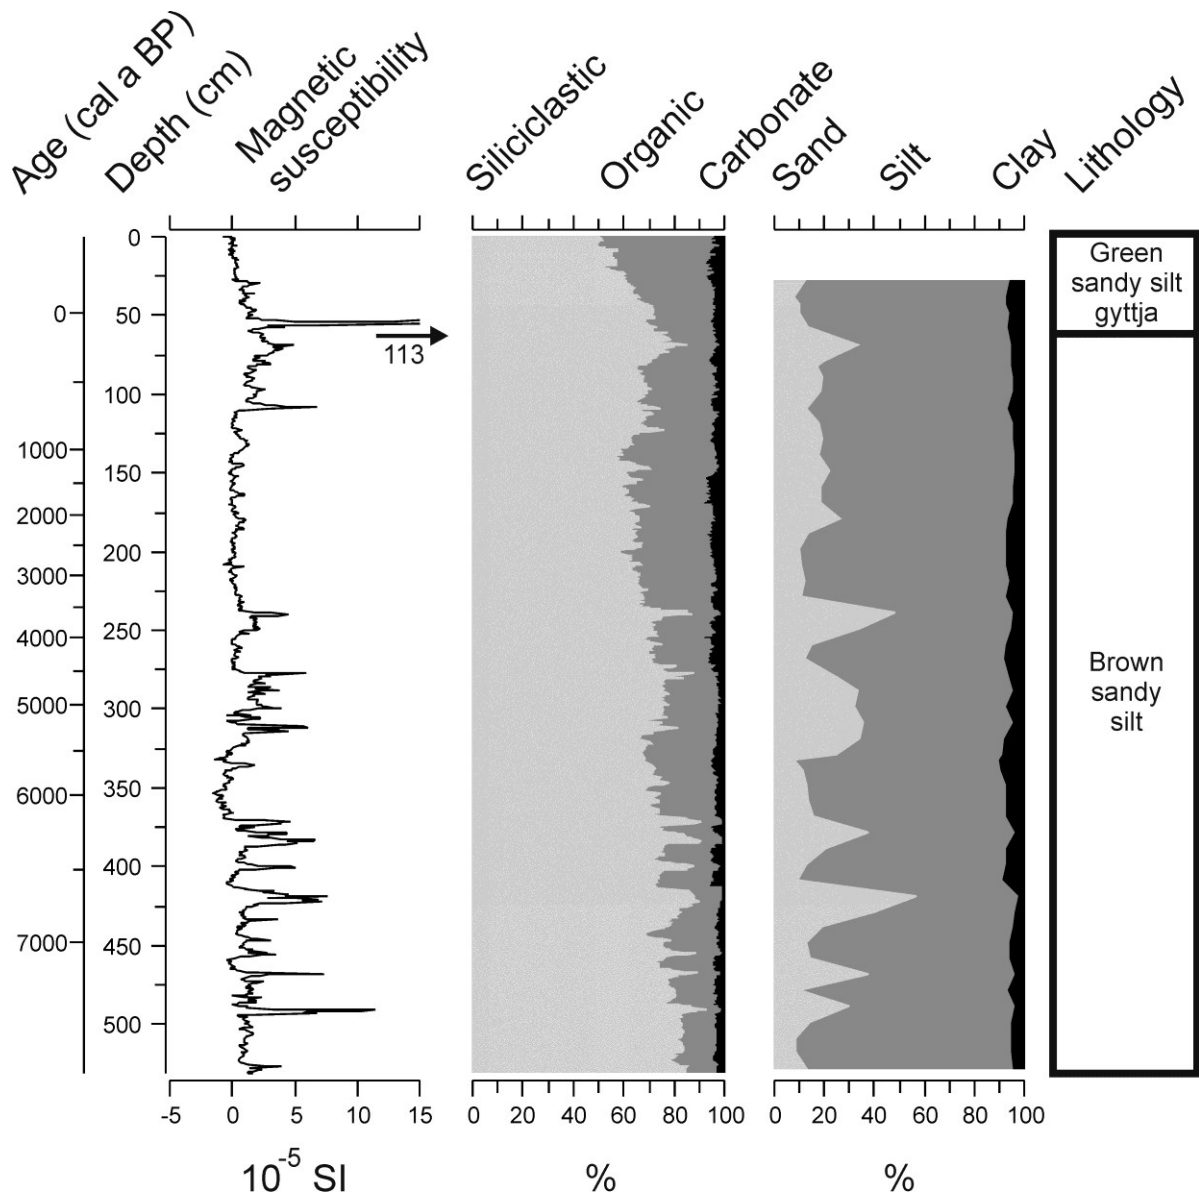 Age (cal a BP)
Depth (cm)
Magnetic
susceptibility
Siliciclastic
Organic
Carbonate
Sand
Silt
Clay
Lithology
0
50
100
150
200
250
300
350
400
450
500
0
1000
2000
3000
4000
5000
6000
7000
113
Green
sandy silt
gyttja
Brown
sandy
silt
-5 0 5 10 15
0 20 40 60 80 100
0 20 40 60 80 100
10⁻⁵ SI
%
%